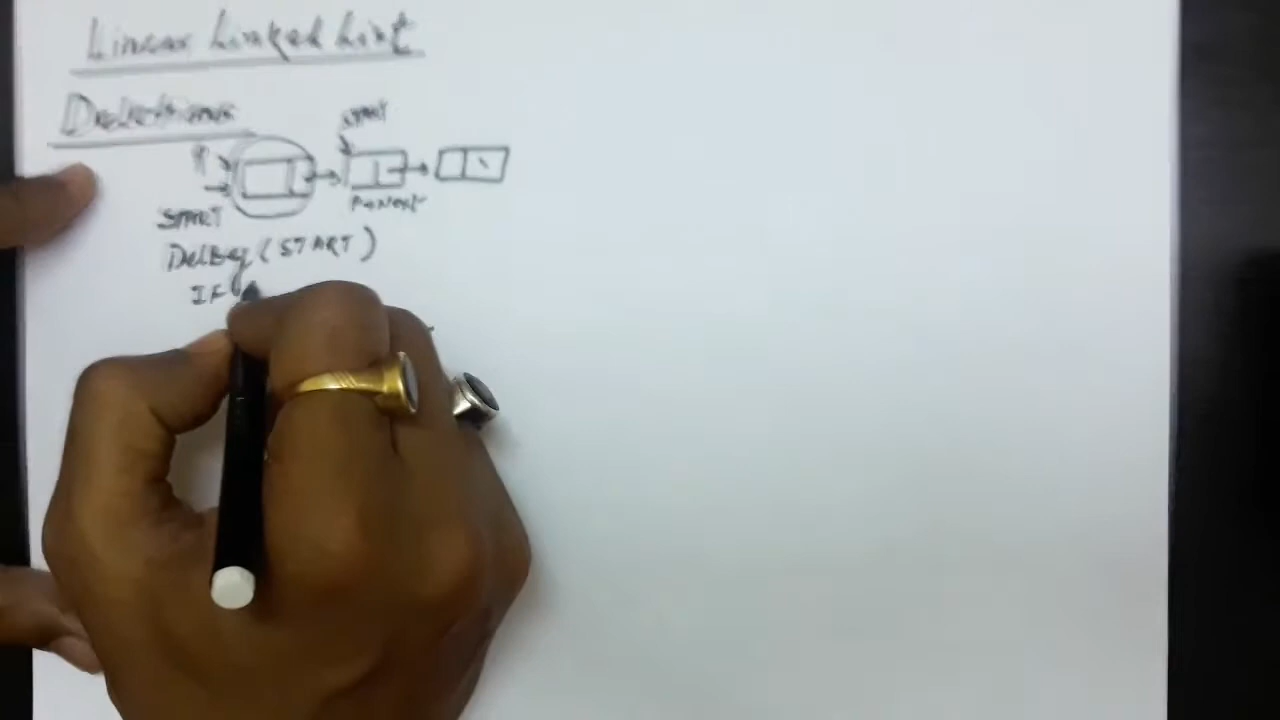 Linear Linked List
Deletions
START
P
START
P→Next
DelBeg (START)
IF